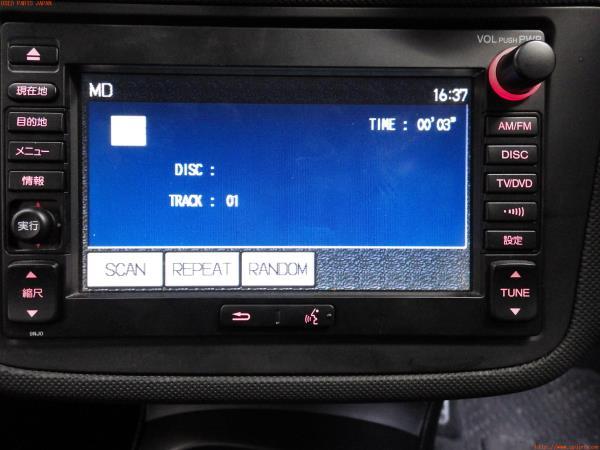 USED PARTS JAPAN
VOL PUSH PWR
現在地
目的地
メニュー
情報
実行
縮尺
9NJ0
MD
16:37
TIME : 00'03"
DISC :
TRACK : 01
SCAN
REPEAT
RANDOM
AM/FM
DISC
TV/DVD
設定
TUNE